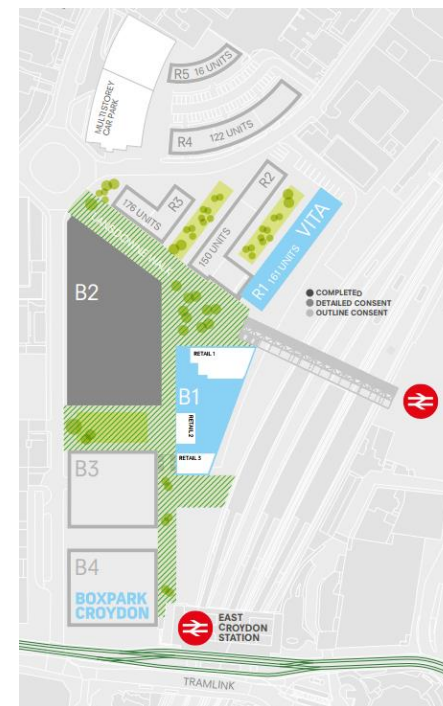 R5 16 UNITS
MULTISTOREY
CAR PARK
R4 122 UNITS
176 UNITS R3
150 UNITS R2
R1 161 UNITS VITA
COMPLETED
DETAILED CONSENT
OUTLINE CONSENT
B2
RETAIL 1
B1
RETAIL 2
RETAIL 3
B3
B4
BOXPARK
CROYDON
EAST
CROYDON
STATION
TRAMLINK